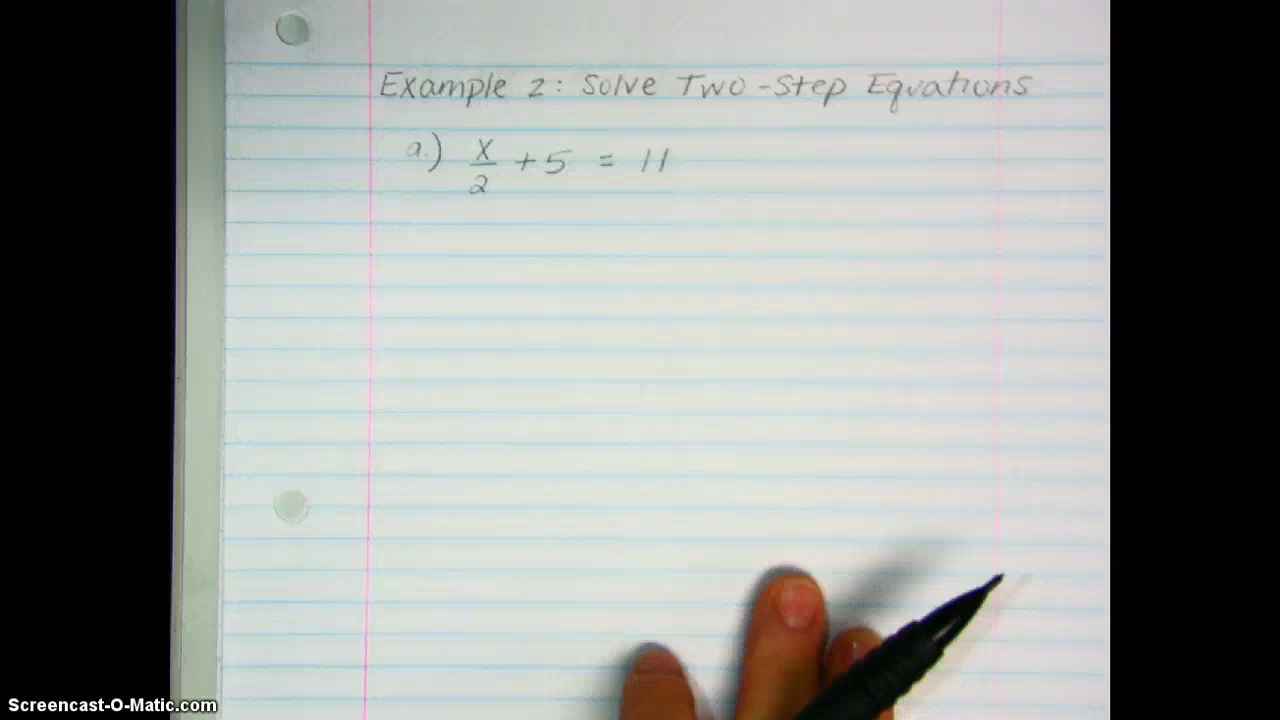 Example 2: Solve Two-Step Equations
a.) x/2 + 5 = 11
Screencast-O-Matic.com